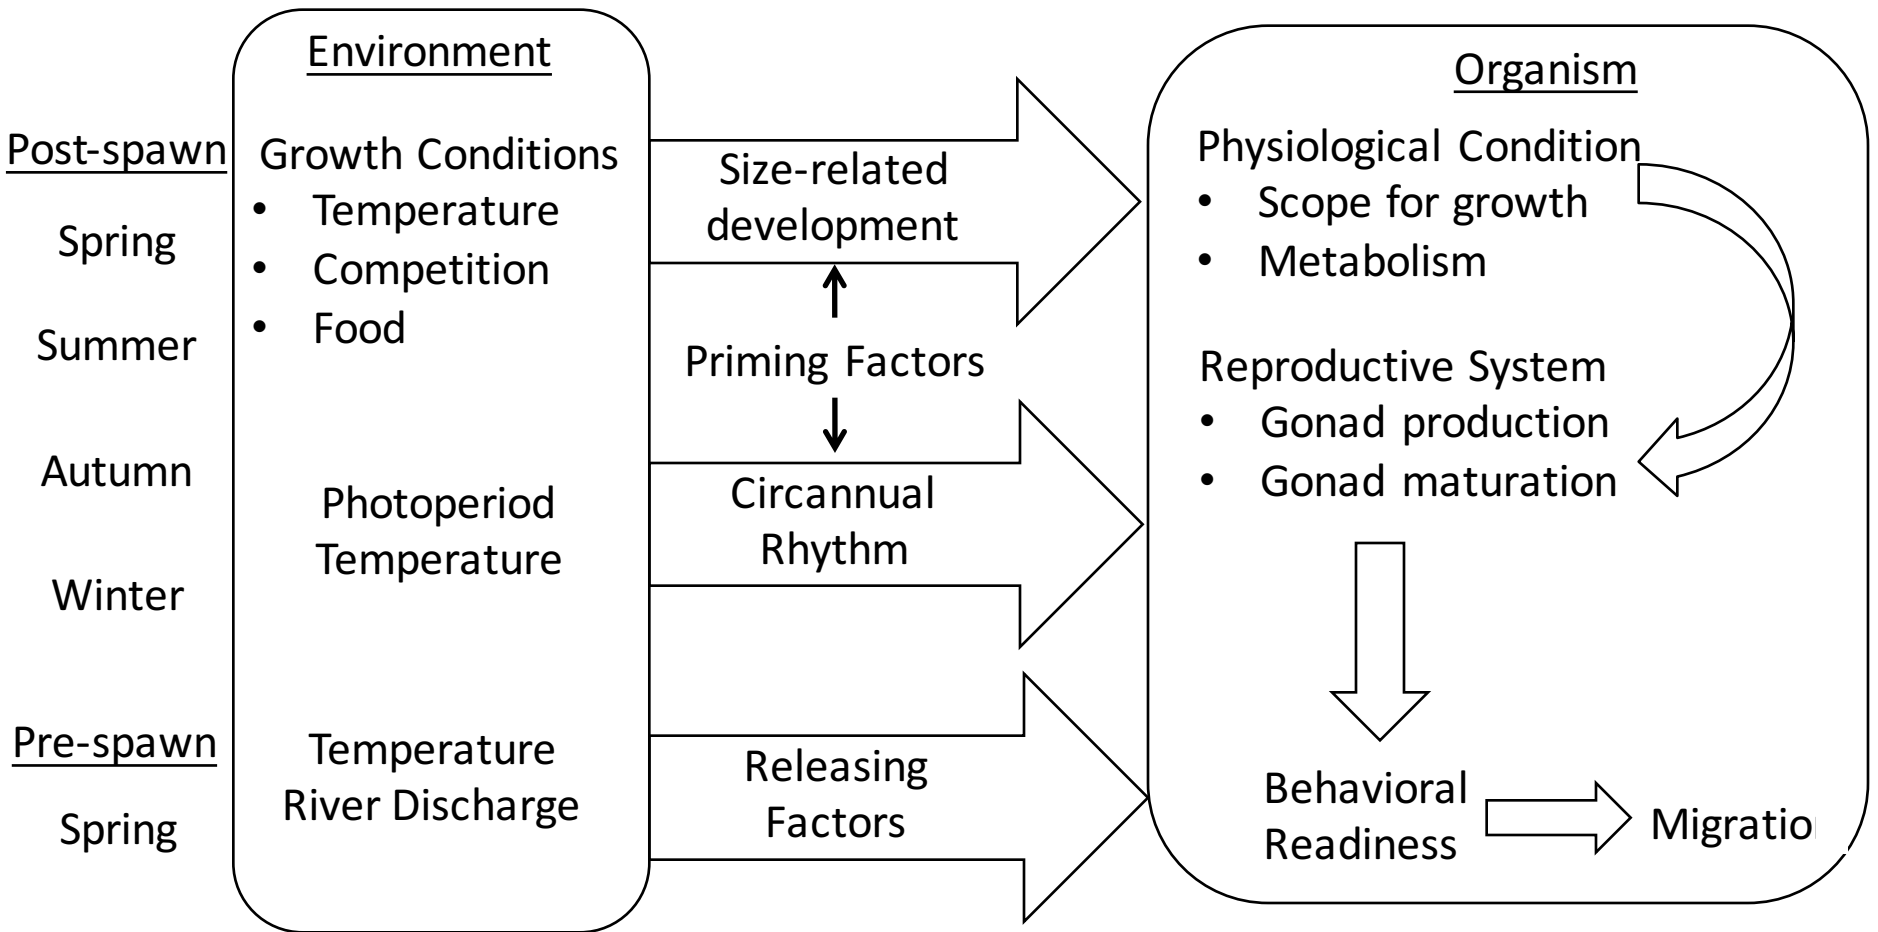 Post-spawn
Spring
Summer
Autumn
Winter
Pre-spawn
Spring
Environment
Growth Conditions
• Temperature
• Competition
• Food
Photoperiod
Temperature
Temperature
River Discharge
Size-related
development
Priming Factors
Circannual
Rhythm
Releasing
Factors
Organism
Physiological Condition
• Scope for growth
• Metabolism
Reproductive System
• Gonad production
• Gonad maturation
Behavioral
Readiness
Migratio